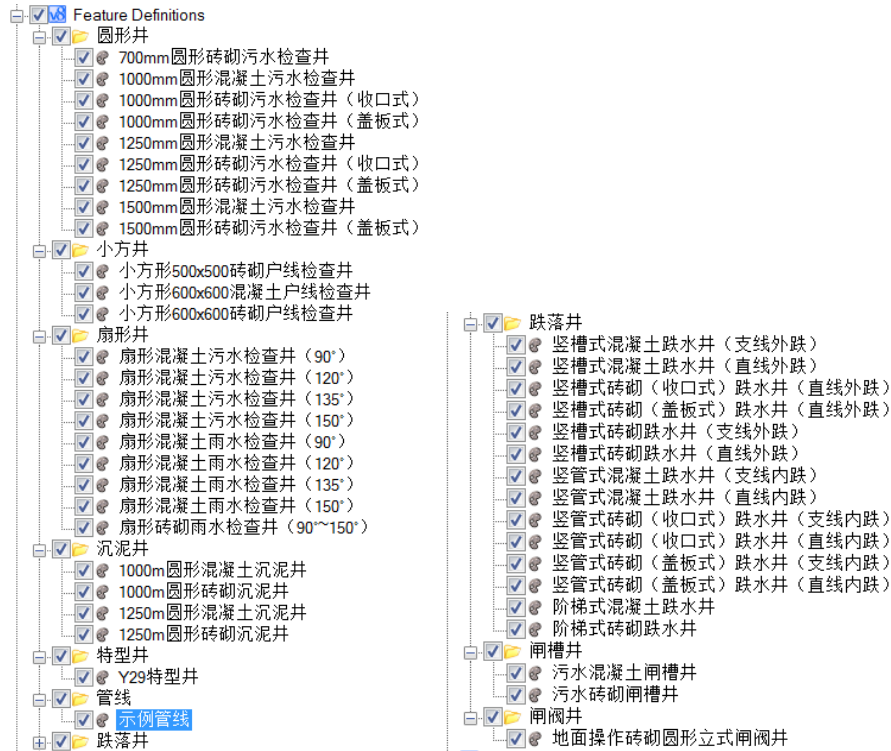 Feature Definitions
圆形井
700mm圆形砖砌污水检查井
1000mm圆形混凝土污水检查井
1000mm圆形砖砌污水检查井（收口式）
1000mm圆形砖砌污水检查井（盖板式）
1250mm圆形混凝土污水检查井
1250mm圆形砖砌污水检查井（收口式）
1250mm圆形砖砌污水检查井（盖板式）
1500mm圆形混凝土污水检查井
1500mm圆形砖砌污水检查井（盖板式）
小方井
小方形500x500砖砌户线检查井
小方形600x600混凝土户线检查井
小方形600x600砖砌户线检查井
扇形井
扇形混凝土污水检查井（90°）
扇形混凝土污水检查井（120°）
扇形混凝土污水检查井（135°）
扇形混凝土污水检查井（150°）
扇形混凝土雨水检查井（90°）
扇形混凝土雨水检查井（120°）
扇形混凝土雨水检查井（135°）
扇形混凝土雨水检查井（150°）
扇形砖砌雨水检查井（90°~150°）
沉泥井
1000m圆形混凝土沉泥井
1000m圆形砖砌沉泥井
1250m圆形混凝土沉泥井
1250m圆形砖砌沉泥井
特型井
Y29特型井
管线
示例管线
跌落井
跌落井
竖槽式混凝土跌水井（支线外跌）
竖槽式混凝土跌水井（直线外跌）
竖槽式砖砌（收口式）跌水井（直线外跌）
竖槽式砖砌（盖板式）跌水井（直线外跌）
竖槽式砖砌跌水井（支线外跌）
竖槽式砖砌跌水井（直线外跌）
竖管式混凝土跌水井（支线内跌）
竖管式混凝土跌水井（直线内跌）
竖管式砖砌（收口式）跌水井（支线内跌）
竖管式砖砌（收口式）跌水井（直线内跌）
竖管式砖砌（盖板式）跌水井（支线内跌）
竖管式砖砌（盖板式）跌水井（直线内跌）
阶梯式混凝土跌水井
阶梯式砖砌跌水井
闸槽井
污水混凝土闸槽井
污水砖砌闸槽井
闸阀井
地面操作砖砌圆形立式闸阀井